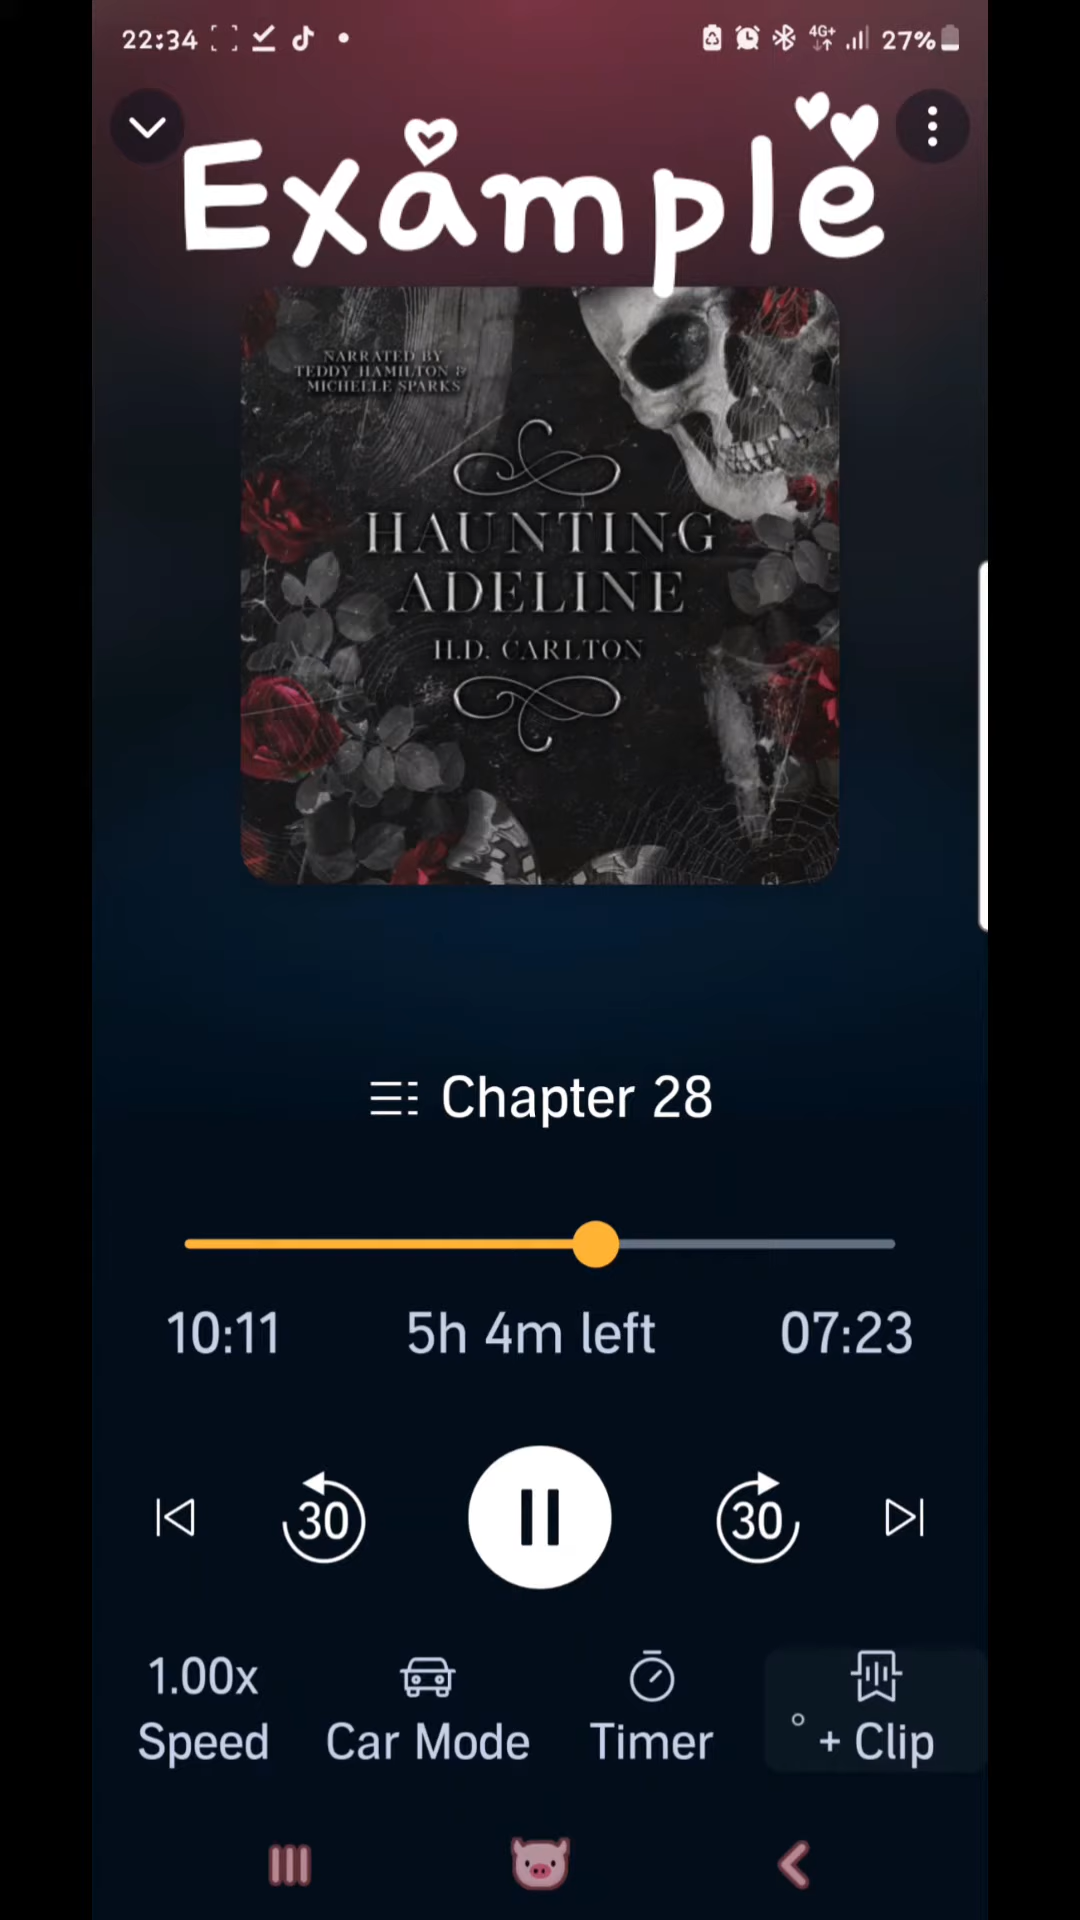 22:34
4G+
27%
Example
NARRATED BY
TEDDY HAMILTON &
MICHELLE SPARKS
HAUNTING
ADELINE
H.D. CARLTON
Chapter 28
10:11 5h 4m left 07:23
30 30
1.00x
Speed Car Mode Timer + Clip